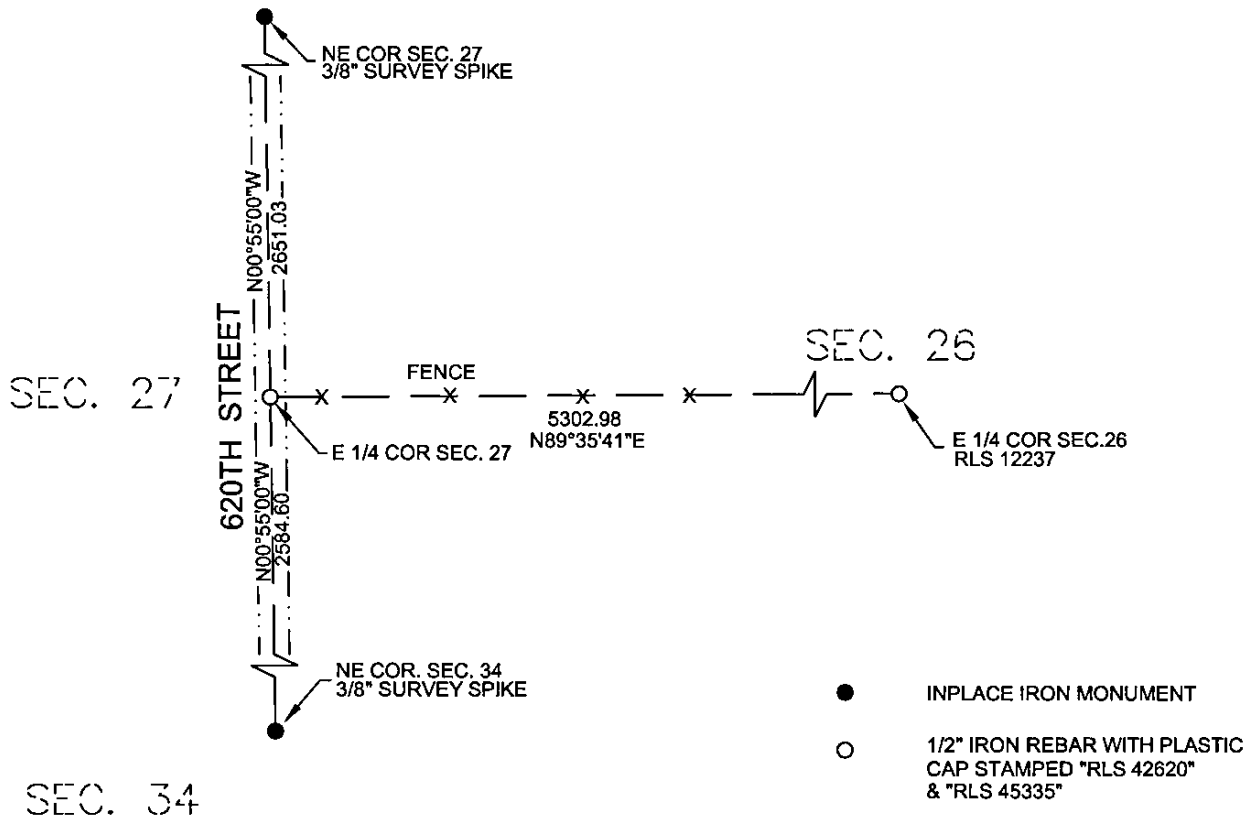 NE COR SEC. 27
3/8" SURVEY SPIKE
N00°55'00"W
2651.03
620TH STREET
SEC. 27
SEC. 26
FENCE
5302.98
N89°35'41"E
E 1/4 COR SEC. 27
E 1/4 COR SEC.26
RLS 12237
N00°55'00"W
2584.60
NE COR. SEC. 34
3/8" SURVEY SPIKE
INPLACE IRON MONUMENT
1/2" IRON REBAR WITH PLASTIC
CAP STAMPED "RLS 42620"
& "RLS 45335"
SEC. 34